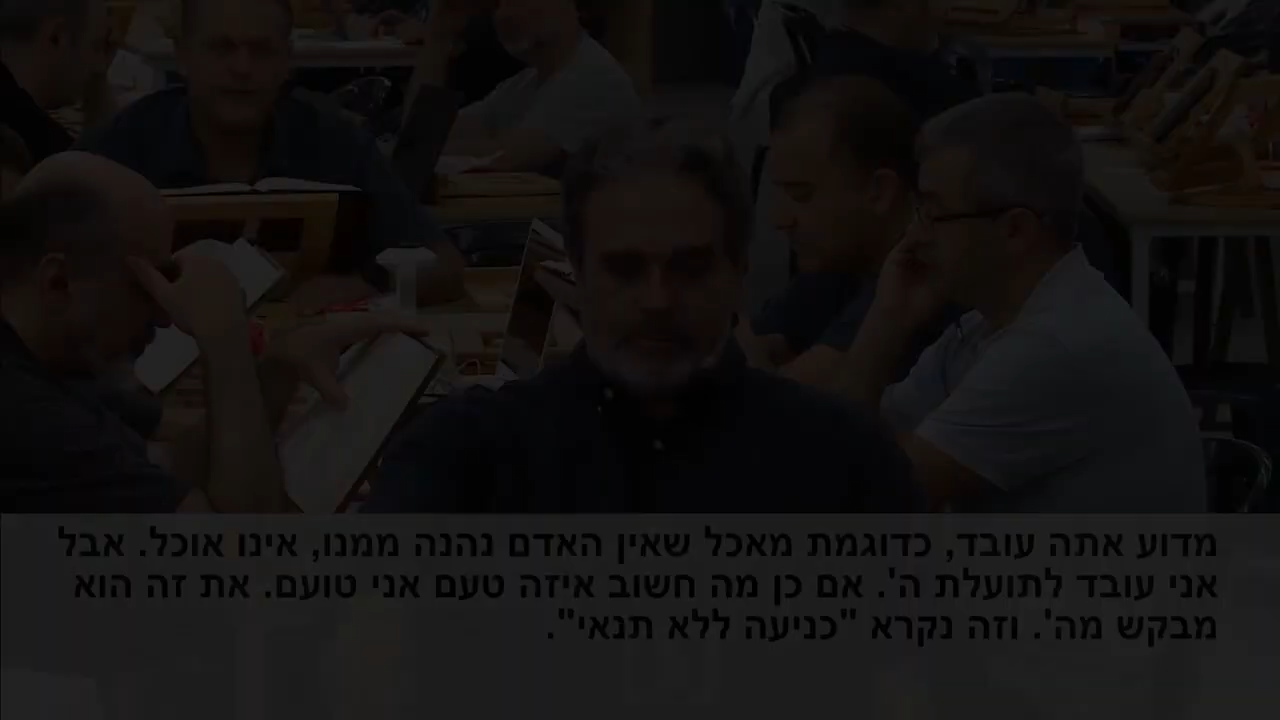 מדוע אתה עובד, כדוגמת מאכל שאין האדם נהנה ממנו, אינו אוכל. אבל
אני עובד לתועלת ה'. אם כן מה חשוב איזה טעם אני טועם. את זה הוא
מבקש מה'. וזה נקרא "כניעה ללא תנאי".